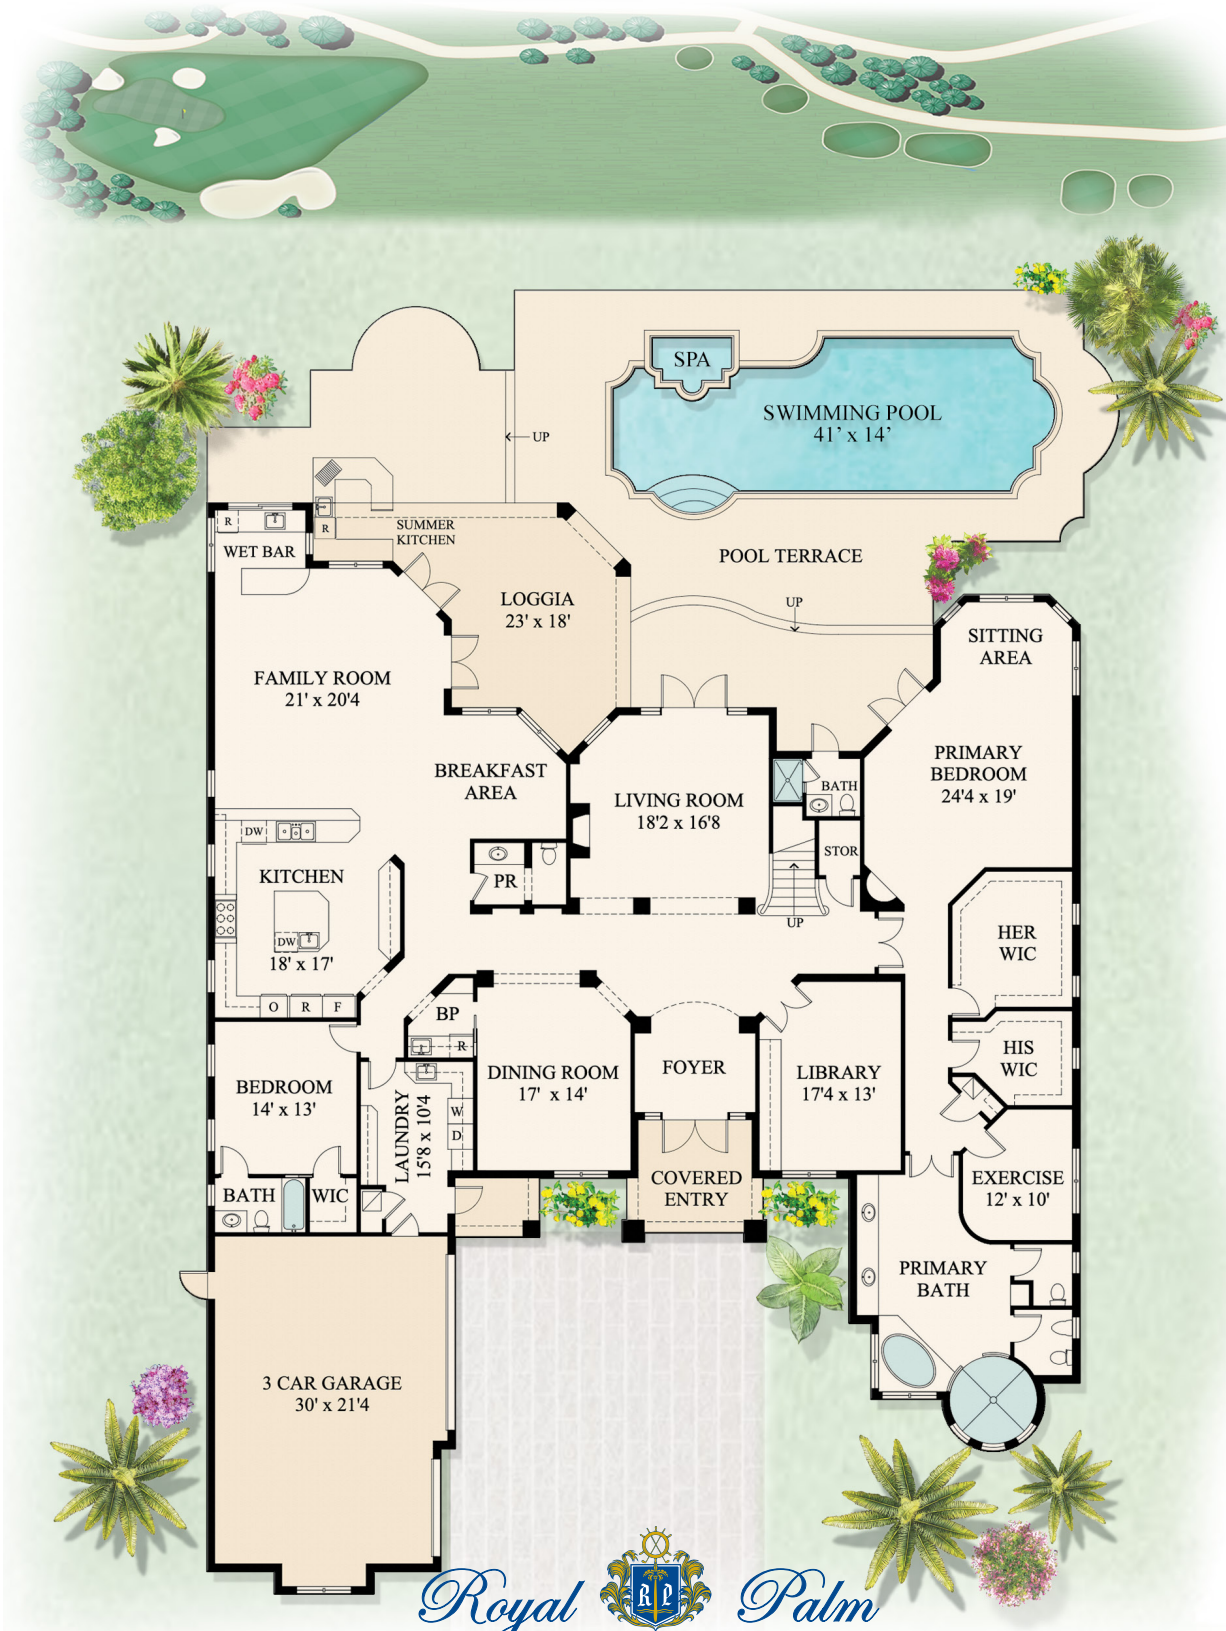 SPA
SWIMMING POOL
41' x 14'
UP
R
WET BAR
R
SUMMER
KITCHEN
POOL TERRACE
LOGGIA
23' x 18'
UP
SITTING
AREA
FAMILY ROOM
21' x 20'4
PRIMARY
BEDROOM
24'4 x 19'
BREAKFAST
AREA
LIVING ROOM
18'2 x 16'8
BATH
DW
STOR
KITCHEN
PR
UP
DW
18' x 17'
HER
WIC
O
R
F
BP
R
HIS
WIC
BEDROOM
14' x 13'
LAUNDRY
15'8 x 10'4
W
D
DINING ROOM
17' x 14'
FOYER
LIBRARY
17'4 x 13'
BATH
WIC
COVERED
ENTRY
EXERCISE
12' x 10'
PRIMARY
BATH
3 CAR GARAGE
30' x 21'4
Royal RP Palm